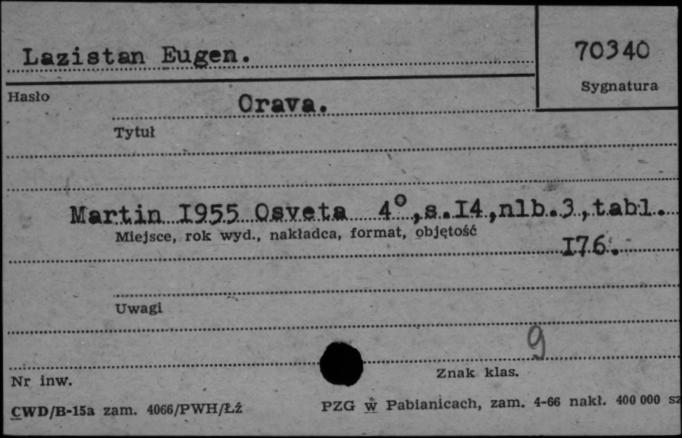 Lazistan Eugen.
70340
Hasło
Sygnatura
Orava.
Tytuł
Martin 1955 Osveta 4°,s.14,nlb.3,tabl.
Miejsce, rok wyd., nakładca, format, objętość
176.
Uwagi
9
Nr inw.
Znak klas.
CWD/B-15a zam. 4066/PWH/Łź
PZG w Pabianicach, zam. 4-66 nakł. 400 000 sz